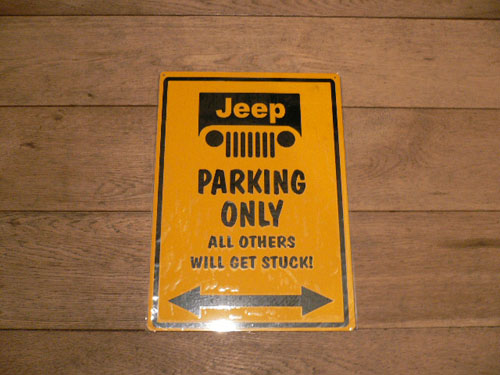 Jeep
PARKING
ONLY
ALL OTHERS
WILL GET STUCK!